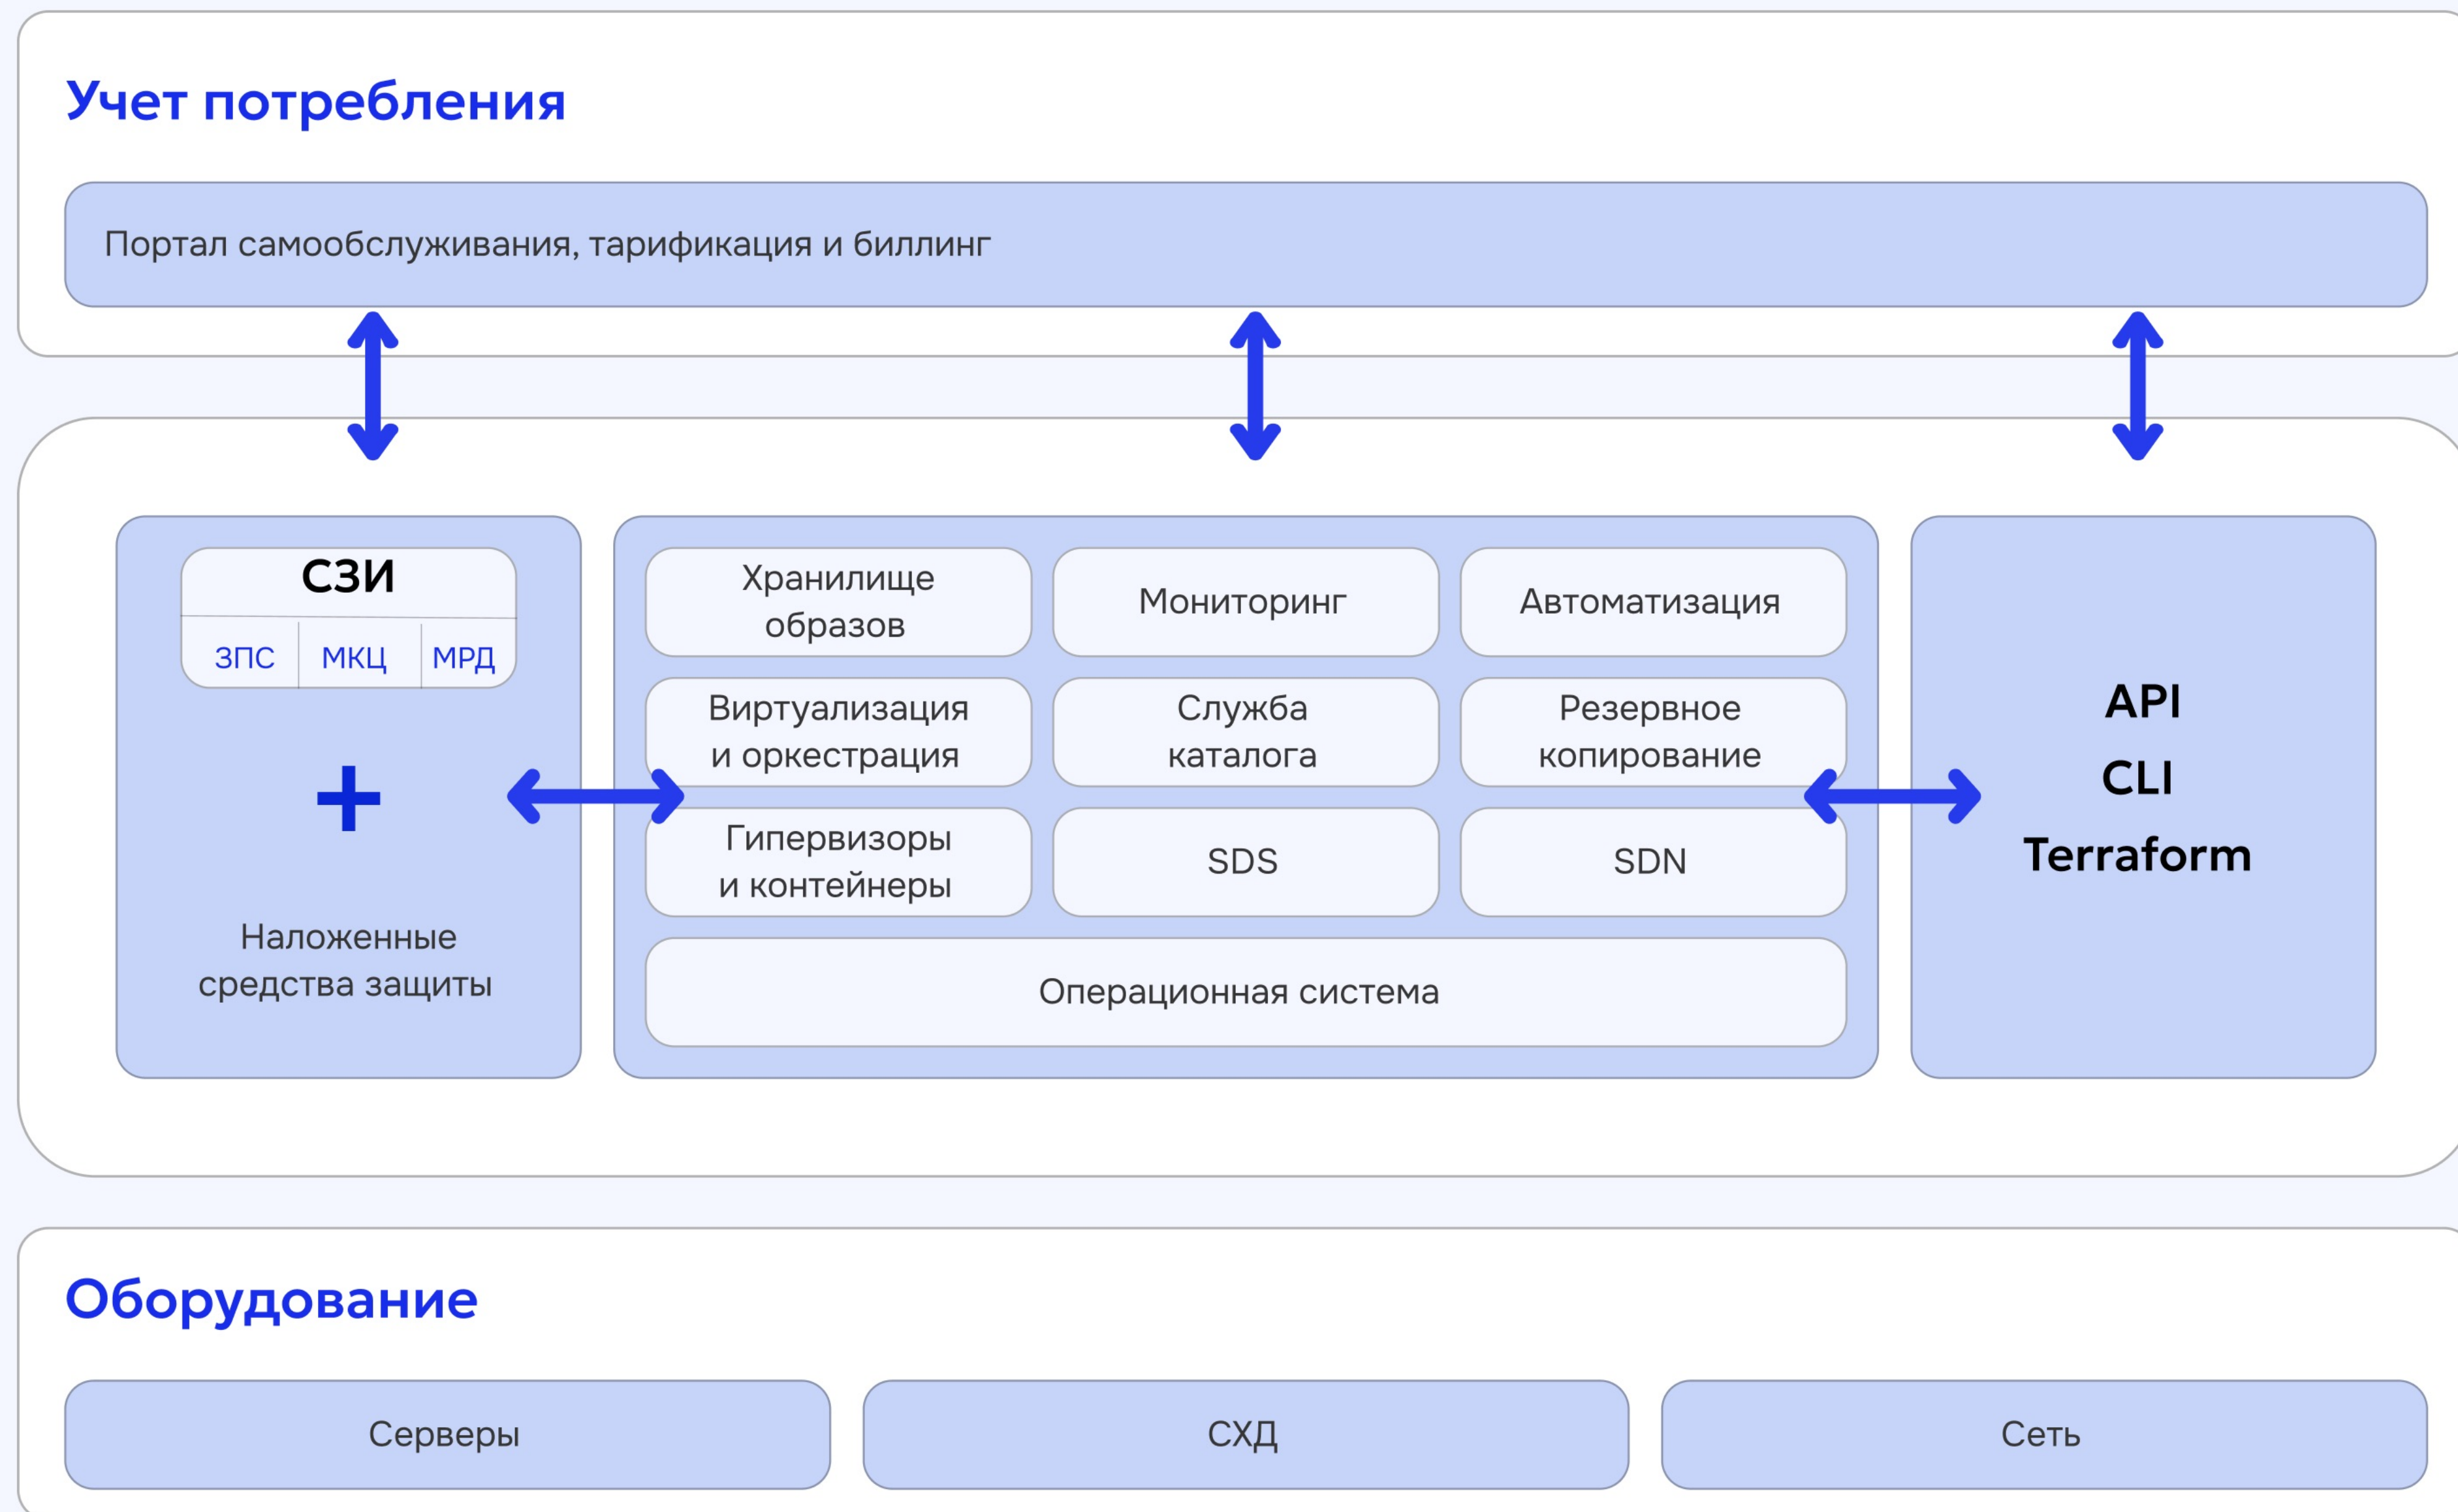 Учет потребления
Портал самообслуживания, тарификация и биллинг
СЗИ
ЗПС
МКЦ
МРД
+
Наложенные
средства защиты
Хранилище
образов
Мониторинг
Автоматизация
Виртуализация
и оркестрация
Служба
каталога
Резервное
копирование
Гипервизоры
и контейнеры
SDS
SDN
Операционная система
API
CLI
Terraform
Оборудование
Серверы
СХД
Сеть